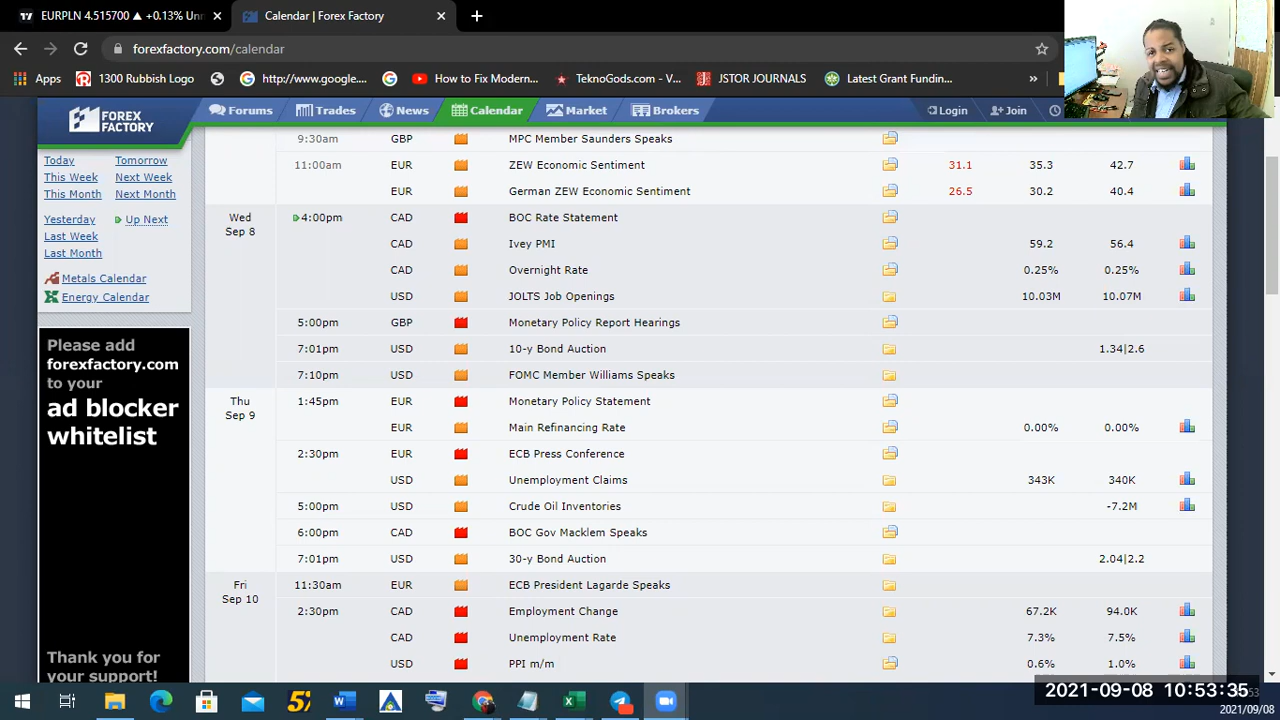 EURPLN 4.515700 ▲ +0.13% Un
Calendar | Forex Factory
forexfactory.com/calendar
Apps
1300 Rubbish Logo
http://www.google...
How to Fix Modern...
TeknoGods.com - V...
JSTOR JOURNALS
Latest Grant Fundin...
»
FOREX
FACTORY
Forums
Trades
News
Calendar
Market
Brokers
Login
Join
Today Tomorrow
This Week Next Week
This Month Next Month
Yesterday Up Next
Last Week
Last Month
Metals Calendar
Energy Calendar
Please add
forexfactory.com
to your
ad blocker
whitelist
Thank you for
your support!
9:30am GBP MPC Member Saunders Speaks
11:00am EUR ZEW Economic Sentiment 31.1 35.3 42.7
EUR German ZEW Economic Sentiment 26.5 30.2 40.4
Wed
Sep 8
4:00pm CAD BOC Rate Statement
CAD Ivey PMI 59.2 56.4
CAD Overnight Rate 0.25% 0.25%
USD JOLTS Job Openings 10.03M 10.07M
5:00pm GBP Monetary Policy Report Hearings
7:01pm USD 10-y Bond Auction 1.34|2.6
7:10pm USD FOMC Member Williams Speaks
Thu
Sep 9
1:45pm EUR Monetary Policy Statement
EUR Main Refinancing Rate 0.00% 0.00%
2:30pm EUR ECB Press Conference
USD Unemployment Claims 343K 340K
5:00pm USD Crude Oil Inventories -7.2M
6:00pm CAD BOC Gov Macklem Speaks
7:01pm USD 30-y Bond Auction 2.04|2.2
Fri
Sep 10
11:30am EUR ECB President Lagarde Speaks
2:30pm CAD Employment Change 67.2K 94.0K
CAD Unemployment Rate 7.3% 7.5%
USD PPI m/m 0.6% 1.0%
2021-09-08 10:53:35
2021/09/08